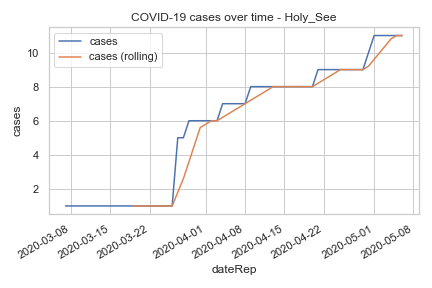 COVID-19 cases over time - Holy_See
cases
cases (rolling)
cases
10
8
6
4
2
2020-03-08
2020-03-15
2020-03-22
2020-04-01
2020-04-08
2020-04-15
2020-04-22
2020-05-01
2020-05-08
dateRep